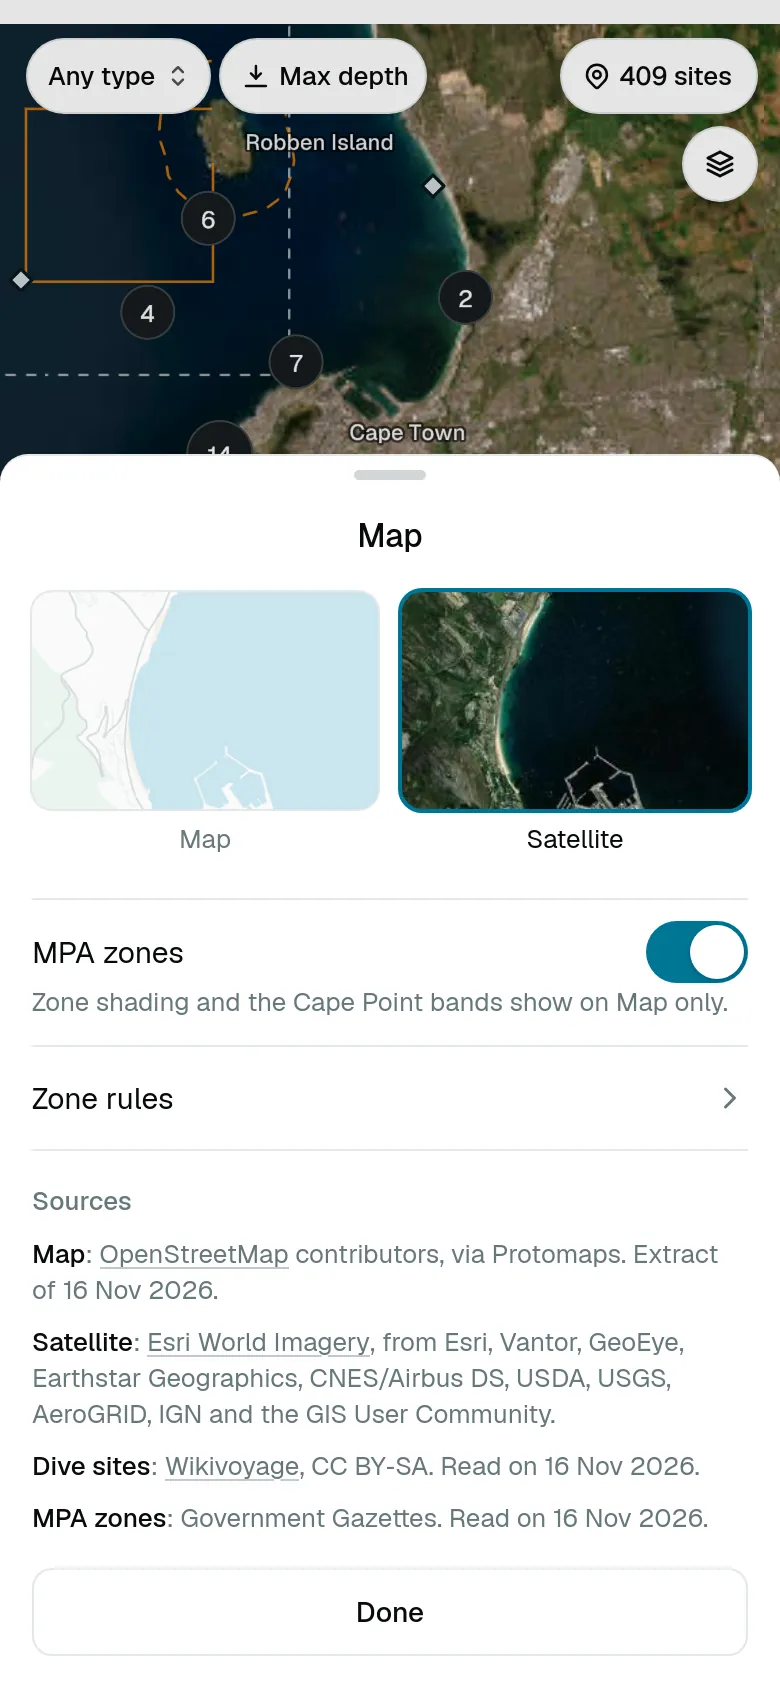 Any type
Max depth
409 sites
Robben Island
6
4
2
7
14
Cape Town
Map
Map
Satellite
MPA zones
Zone shading and the Cape Point bands show on Map only.
Zone rules
Sources
Map: OpenStreetMap contributors, via Protomaps. Extract
of 16 Nov 2026.
Satellite: Esri World Imagery, from Esri, Vantor, GeoEye,
Earthstar Geographics, CNES/Airbus DS, USDA, USGS,
AeroGRID, IGN and the GIS User Community.
Dive sites: Wikivoyage, CC BY-SA. Read on 16 Nov 2026.
MPA zones: Government Gazettes. Read on 16 Nov 2026.
Done